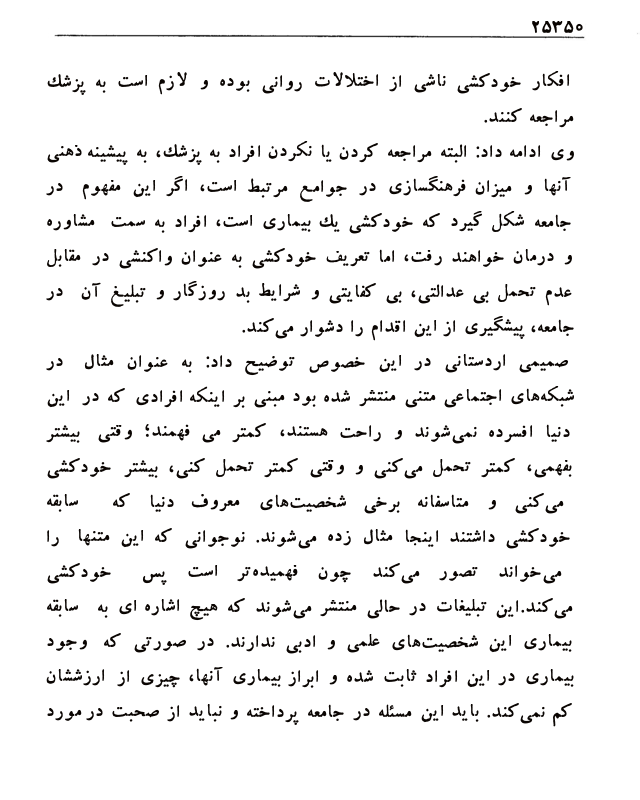 ۲۵۳۵۰
افکار خودکشی ناشی از اختلالات روانی بوده و لازم است به پزشك
مراجعه کنند.
وی ادامه داد: البته مراجعه کردن یا نکردن افراد به پزشك، به پیشینه ذهنی
آنها و میزان فرهنگسازی در جوامع مرتبط است، اگر این مفهوم در
جامعه شکل گیرد که خودکشی یك بیماری است، افراد به سمت مشاوره
و درمان خواهند رفت، اما تعریف خودکشی به عنوان واکنشی در مقابل
عدم تحمل بی عدالتی، بی کفایتی و شرایط بد روزگار و تبلیغ آن در
جامعه، پیشگیری از این اقدام را دشوار می‌کند.
صمیمی اردستانی در این خصوص توضیح داد: به عنوان مثال در
شبکه‌های اجتماعی متنی منتشر شده بود مبنی بر اینکه افرادی که در این
دنیا افسرده نمی‌شوند و راحت هستند، کمتر می فهمند؛ وقتی بیشتر
بفهمی، کمتر تحمل می‌کنی و وقتی کمتر تحمل کنی، بیشتر خودکشی
می‌کنی و متاسفانه برخی شخصیت‌های معروف دنیا که سابقه
خودکشی داشتند اینجا مثال زده می‌شوند. نوجوانی که این متنها را
می‌خواند تصور می‌کند چون فهمیده‌تر است پس خودکشی
می‌کند.این تبلیغات در حالی منتشر می‌شوند که هیچ اشاره ای به سابقه
بیماری این شخصیت‌های علمی و ادبی ندارند. در صورتی که وجود
بیماری در این افراد ثابت شده و ابراز بیماری آنها، چیزی از ارزششان
کم نمی‌کند. باید این مسئله در جامعه پرداخته و نباید از صحبت در مورد